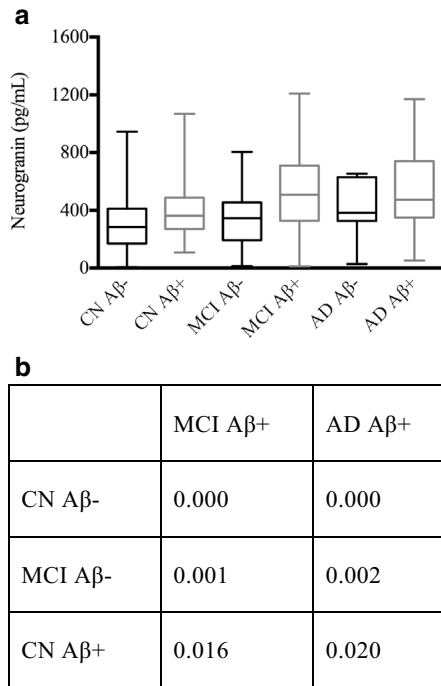 a
Neurogranin (pg/mL)
1600
1200
800
400
0
CN Aβ-
CN Aβ+
MCI Aβ-
MCI Aβ+
AD Aβ-
AD Aβ+
b
MCI Aβ+ AD Aβ+
CN Aβ- 0.000 0.000
MCI Aβ- 0.001 0.002
CN Aβ+ 0.016 0.020